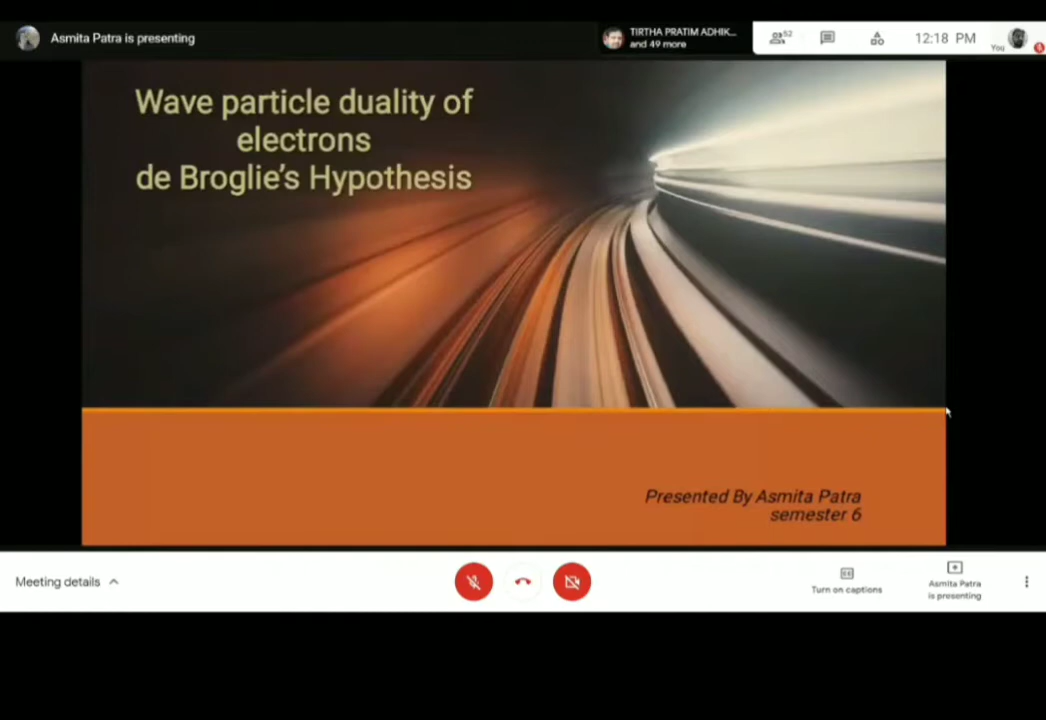 Asmita Patra is presenting
TIRTHA PRATIM ADHIK...
and 49 more
52
12:18 PM
You
Wave particle duality of
electrons
de Broglie's Hypothesis
Presented By Asmita Patra
semester 6
Meeting details
Turn on captions
Asmita Patra
is presenting